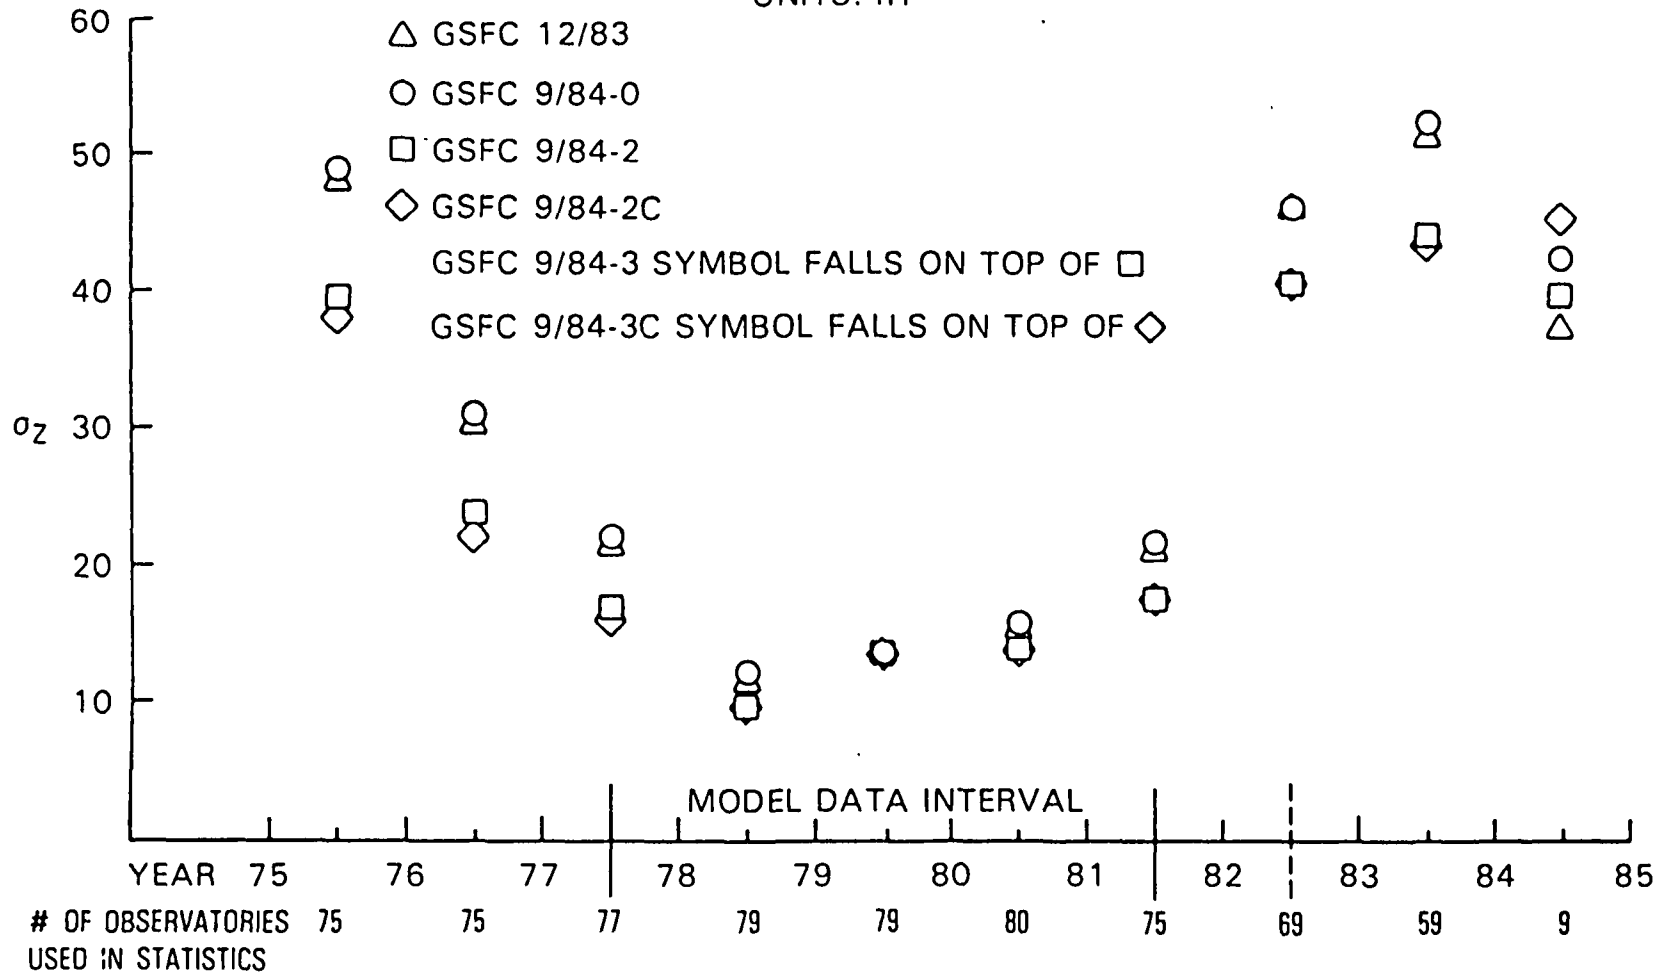 60
△ GSFC 12/83
○ GSFC 9/84-0
50
□ GSFC 9/84-2
◇ GSFC 9/84-2C
GSFC 9/84-3 SYMBOL FALLS ON TOP OF □
40
GSFC 9/84-3C SYMBOL FALLS ON TOP OF ◇
σZ 30
20
10
MODEL DATA INTERVAL
YEAR 75 76 77 78 79 80 81 82 83 84 85
# OF OBSERVATORIES 75 75 77 79 79 80 75 69 59 9
USED IN STATISTICS